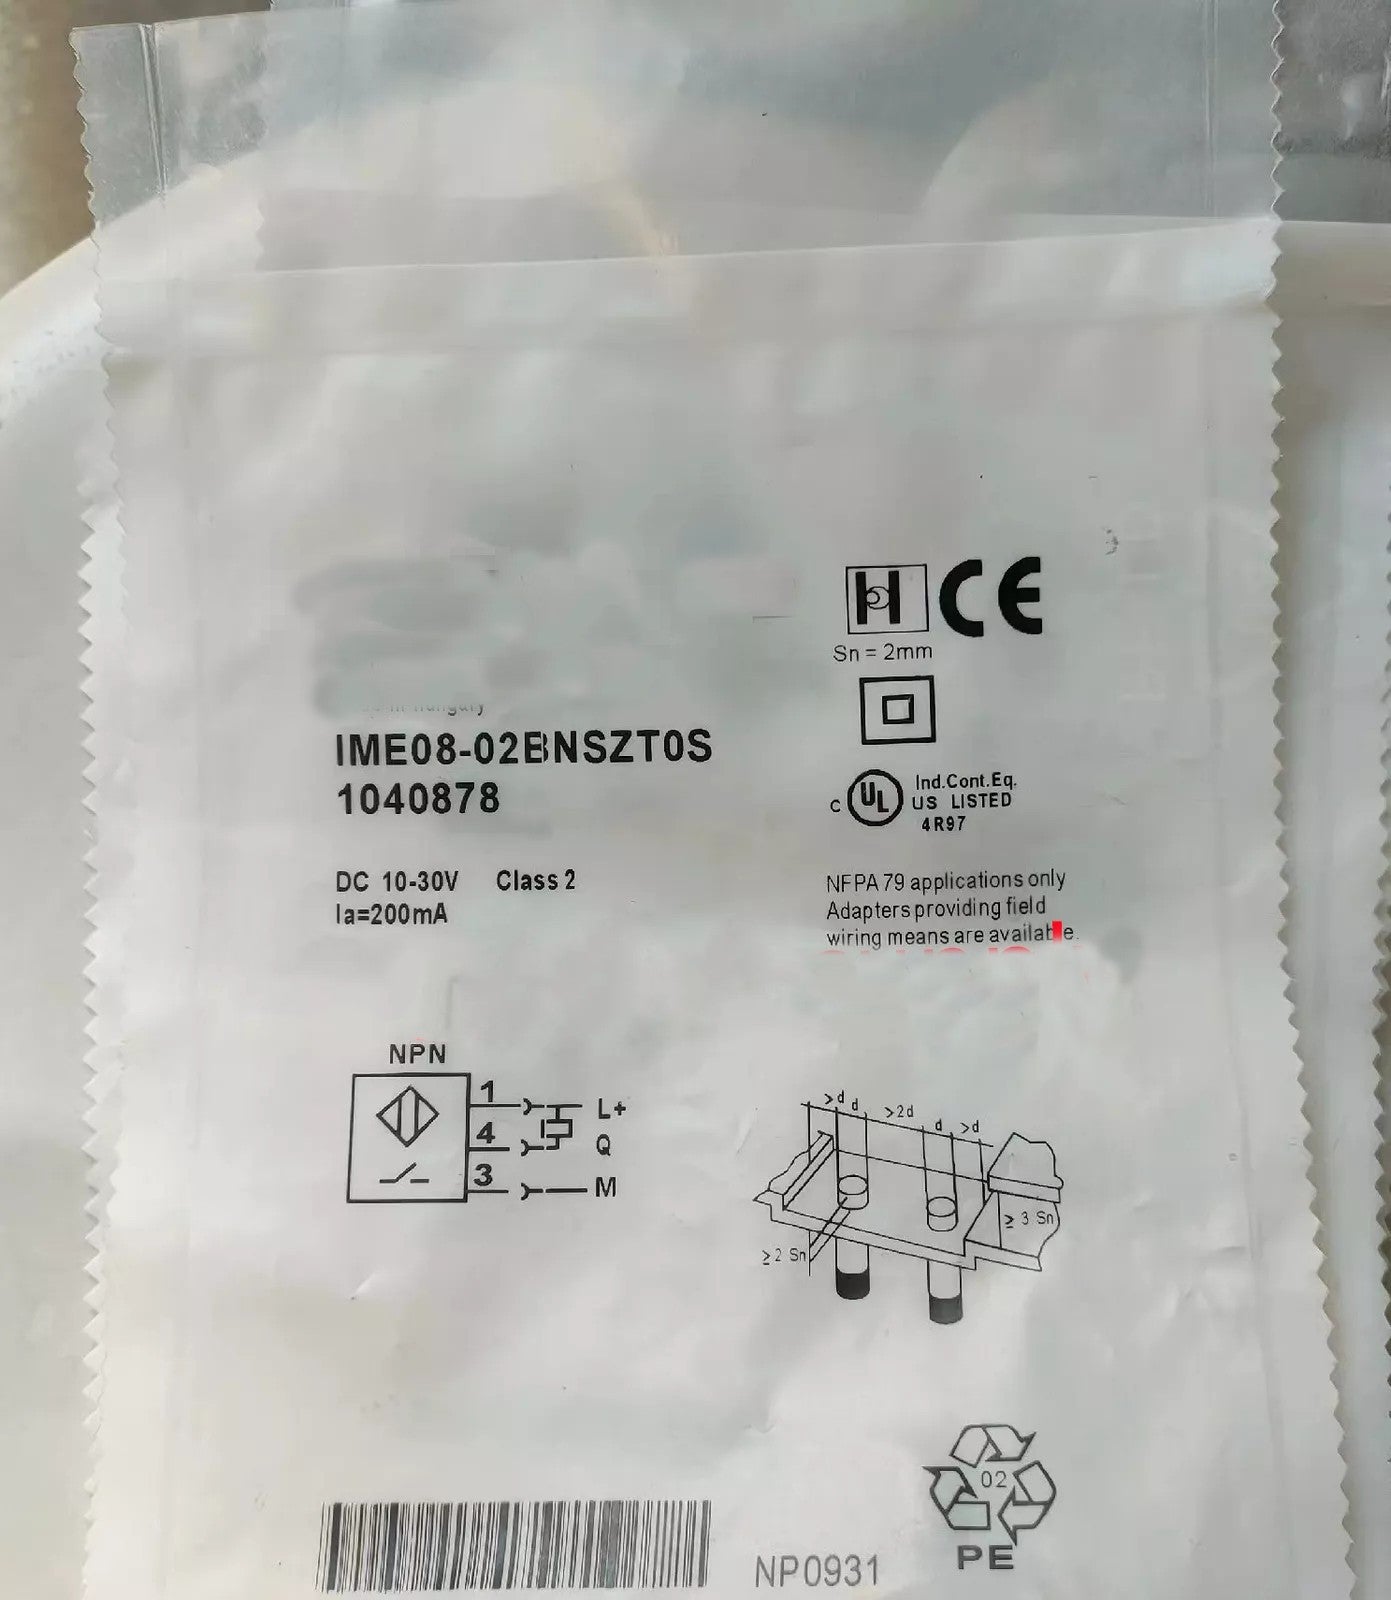 Sn = 2mm
IME08-02BNSZT0S
1040878
c UL US LISTED
Ind.Cont.Eq.
4R97
DC 10-30V Class 2
Ia=200mA
NFPA 79 applications only
Adapters providing field
wiring means are available.
NPN
1 L+
4 Q
3 M
>d d >2d d >d
≥ 3 Sn
≥2 Sn
02
PE
NP0931